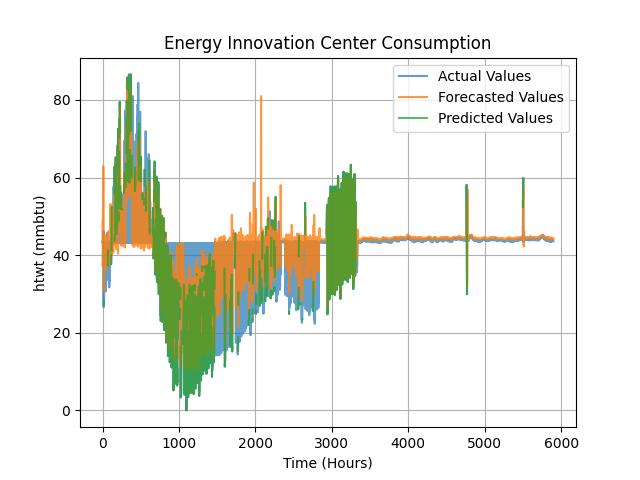 Energy Innovation Center Consumption
Actual Values
Forecasted Values
Predicted Values
80
60
40
20
0
htwt (mmbtu)
0 1000 2000 3000 4000 5000 6000
Time (Hours)